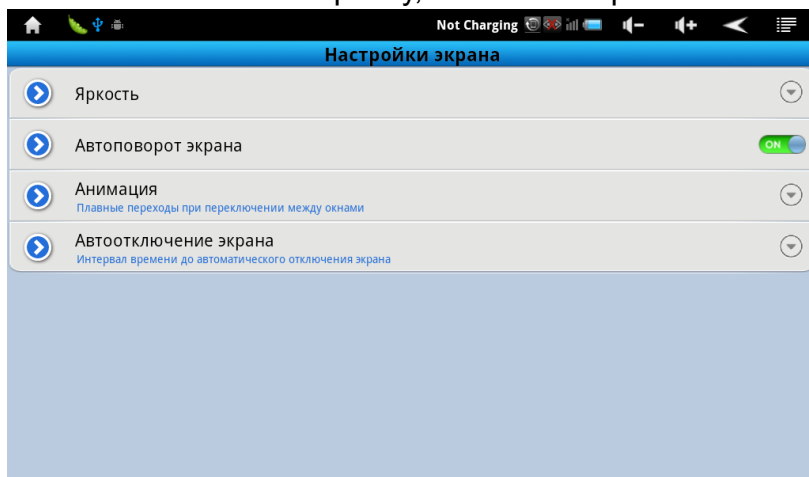 Not Charging
Настройки экрана
Яркость
Автоповорот экрана
ON
Анимация
Плавные переходы при переключении между окнами
Автоотключение экрана
Интервал времени до автоматического отключения экрана